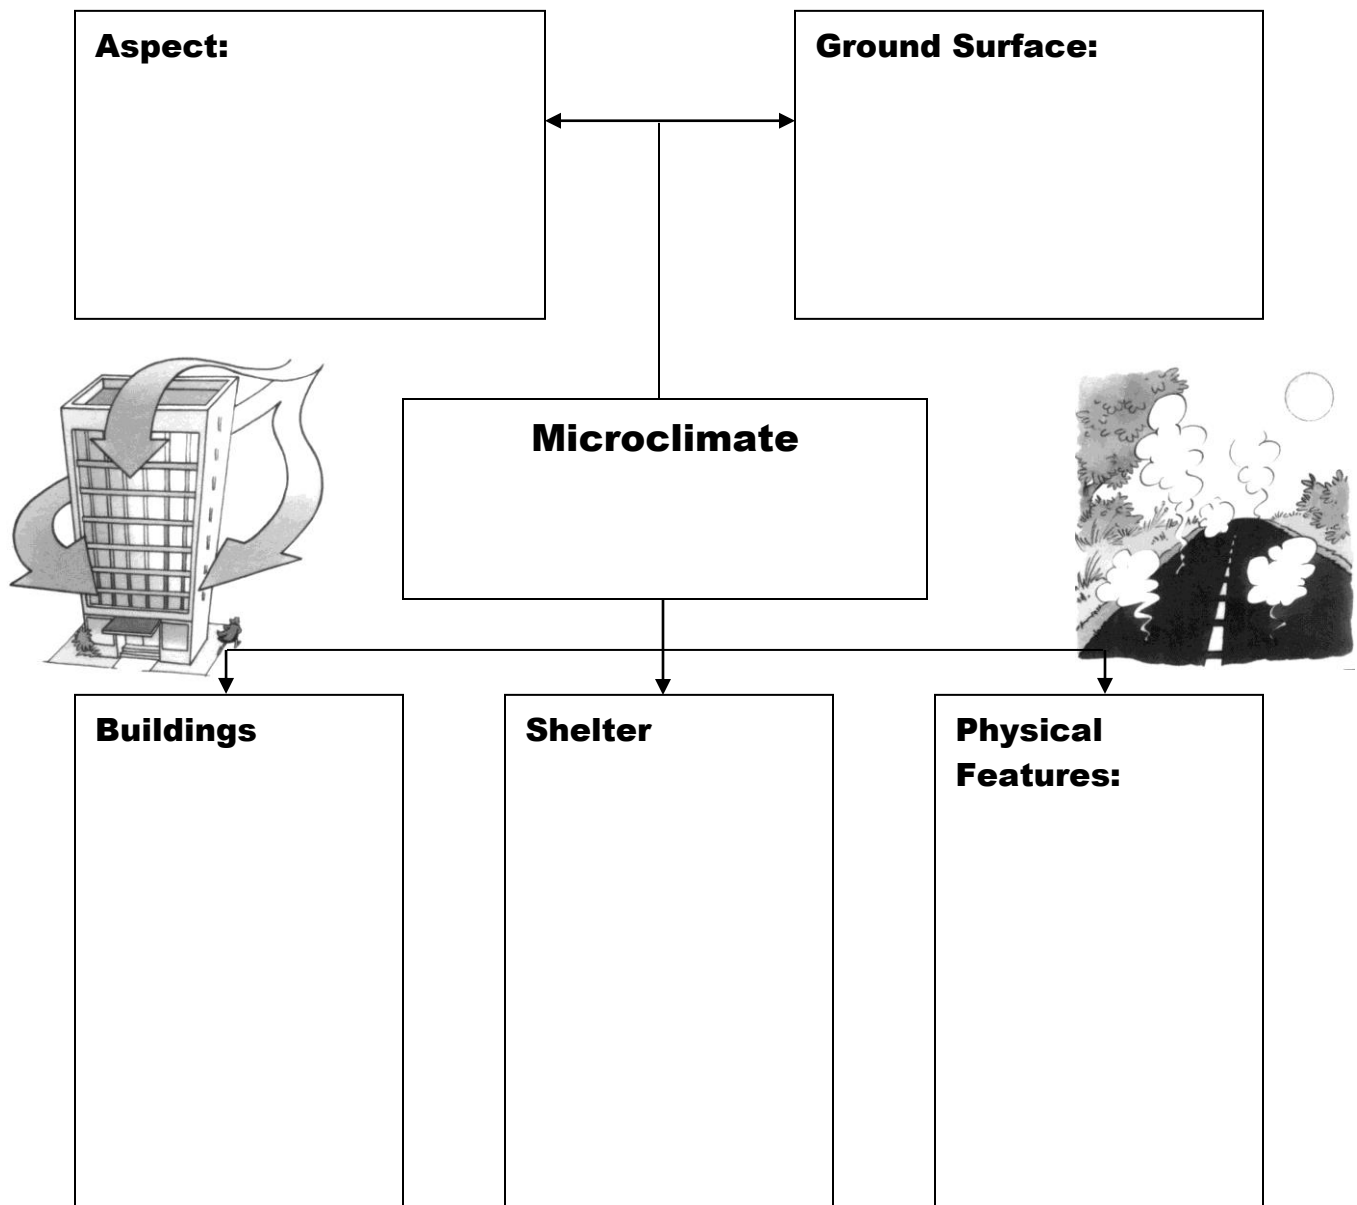 Aspect:
Ground Surface:
Microclimate
Buildings
Shelter
Physical
Features: